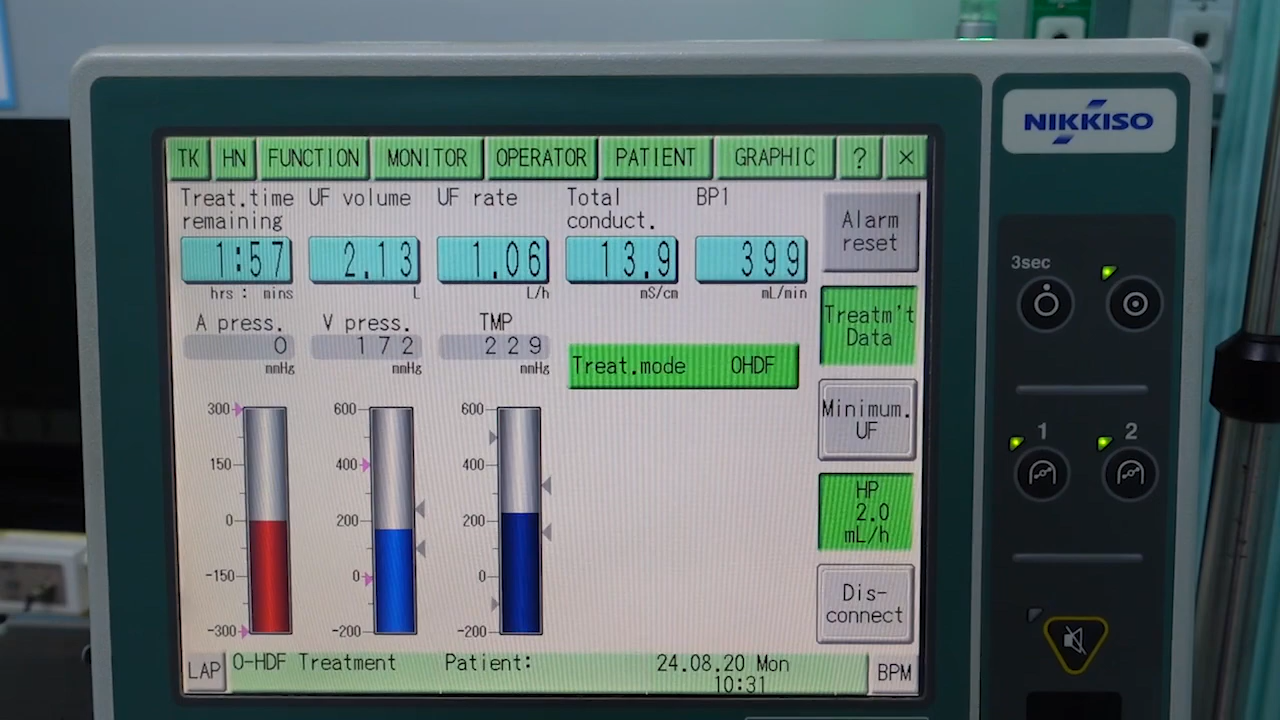 TK HN FUNCTION MONITOR OPERATOR PATIENT GRAPHIC ? ×
NIKKISO
Treat.time remaining
1:57
hrs : mins
UF volume
2.13
L
UF rate
1.06
L/h
Total conduct.
13.9
mS/cm
BP1
399
mL/min
Alarm reset
A press.
0
mmHg
V press.
172
mmHg
TMP
229
mmHg
Treat.mode OHDF
Treatm't Data
Minimum. UF
HP
2.0
mL/h
Dis-
connect
300
150
0
-150
-300
600
400
200
0
-200
600
400
200
0
-200
LAP
O-HDF Treatment
Patient:
24.08.20 Mon
10:31
BPM
3sec
1
2